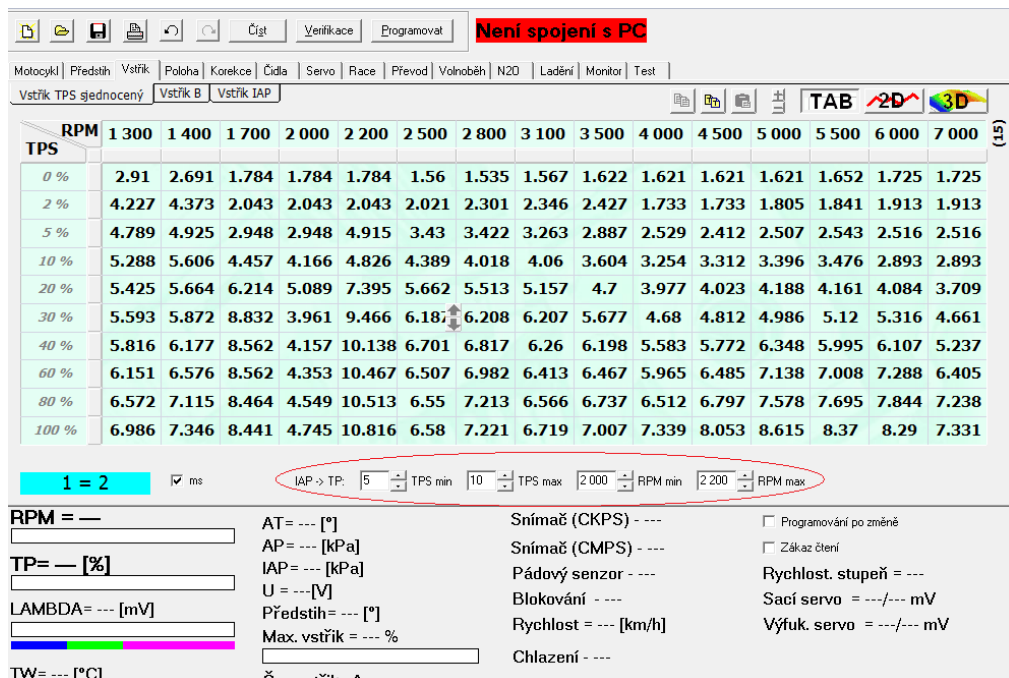 Číst Verifikace Programovat Není spojení s PC
Motocykl Předstih Vstřik Poloha Korekce Čidla Servo Race Převod Volnoběh N2O Ladění Monitor Test
Vstřik TPS sjednocený Vstřik B Vstřik IAP TAB 2D 3D
RPM 1 300 1 400 1 700 2 000 2 200 2 500 2 800 3 100 3 500 4 000 4 500 5 000 5 500 6 000 7 000 (15)
TPS
0 % 2.91 2.691 1.784 1.784 1.784 1.56 1.535 1.567 1.622 1.621 1.621 1.621 1.652 1.725 1.725
2 % 4.227 4.373 2.043 2.043 2.043 2.021 2.301 2.346 2.427 1.733 1.733 1.805 1.841 1.913 1.913
5 % 4.789 4.925 2.948 2.948 4.915 3.43 3.422 3.263 2.887 2.529 2.412 2.507 2.543 2.516 2.516
10 % 5.288 5.606 4.457 4.166 4.826 4.389 4.018 4.06 3.604 3.254 3.312 3.396 3.476 2.893 2.893
20 % 5.425 5.664 6.214 5.089 7.395 5.662 5.513 5.157 4.7 3.977 4.023 4.188 4.161 4.084 3.709
30 % 5.593 5.872 8.832 3.961 9.466 6.208 6.207 5.677 4.68 4.812 4.986 5.12 5.316 4.661
40 % 5.816 6.177 8.562 4.157 10.138 6.701 6.817 6.26 6.198 5.583 5.772 6.348 5.995 6.107 5.237
60 % 6.151 6.576 8.562 4.353 10.467 6.507 6.982 6.413 6.467 5.965 6.485 7.138 7.008 7.288 6.405
80 % 6.572 7.115 8.464 4.549 10.513 6.55 7.213 6.566 6.737 6.512 6.797 7.578 7.695 7.844 7.238
100 % 6.986 7.346 8.441 4.745 10.816 6.58 7.221 6.719 7.007 7.339 8.053 8.615 8.37 8.29 7.331
1 = 2 ms IAP -> TP: 5 TPS min 10 TPS max 2 000 RPM min 2 200 RPM max
RPM = —
TP= — [%]
LAMBDA= --- [mV]
TW= --- [°C]
AT= --- [°]
AP= --- [kPa]
IAP= --- [kPa]
U = ---[V]
Předstih= --- [°]
Max. vstřik = --- %
Snímač (CKPS) - ---
Snímač (CMPS) - ---
Pádový senzor - ---
Blokování - ---
Rychlost = --- [km/h]
Chlazení - ---
Programování po změně
Zákaz čtení
Rychlost. stupeň = ---
Sací servo = ---/--- mV
Výfuk. servo = ---/--- mV